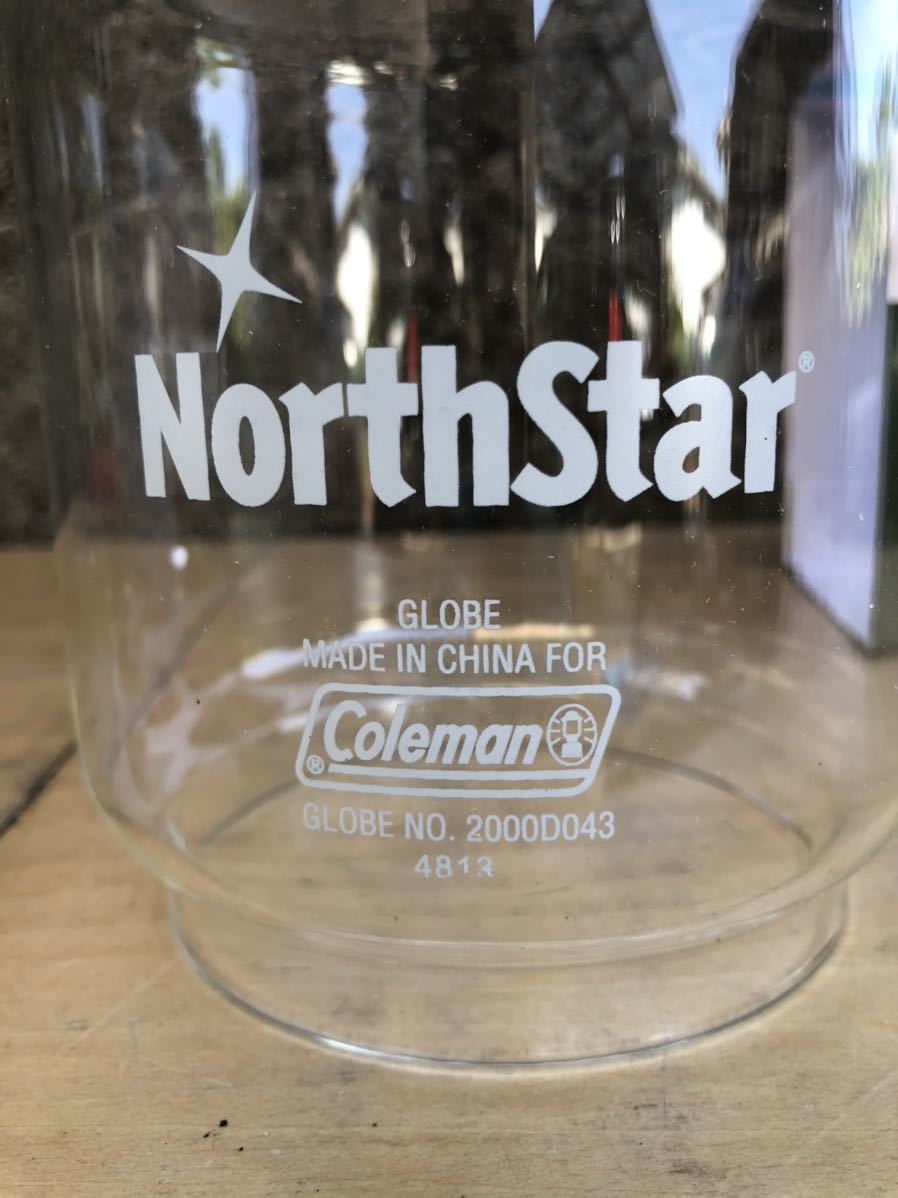 NorthStar®
GLOBE
MADE IN CHINA FOR
Coleman®
GLOBE NO. 2000D043
4813